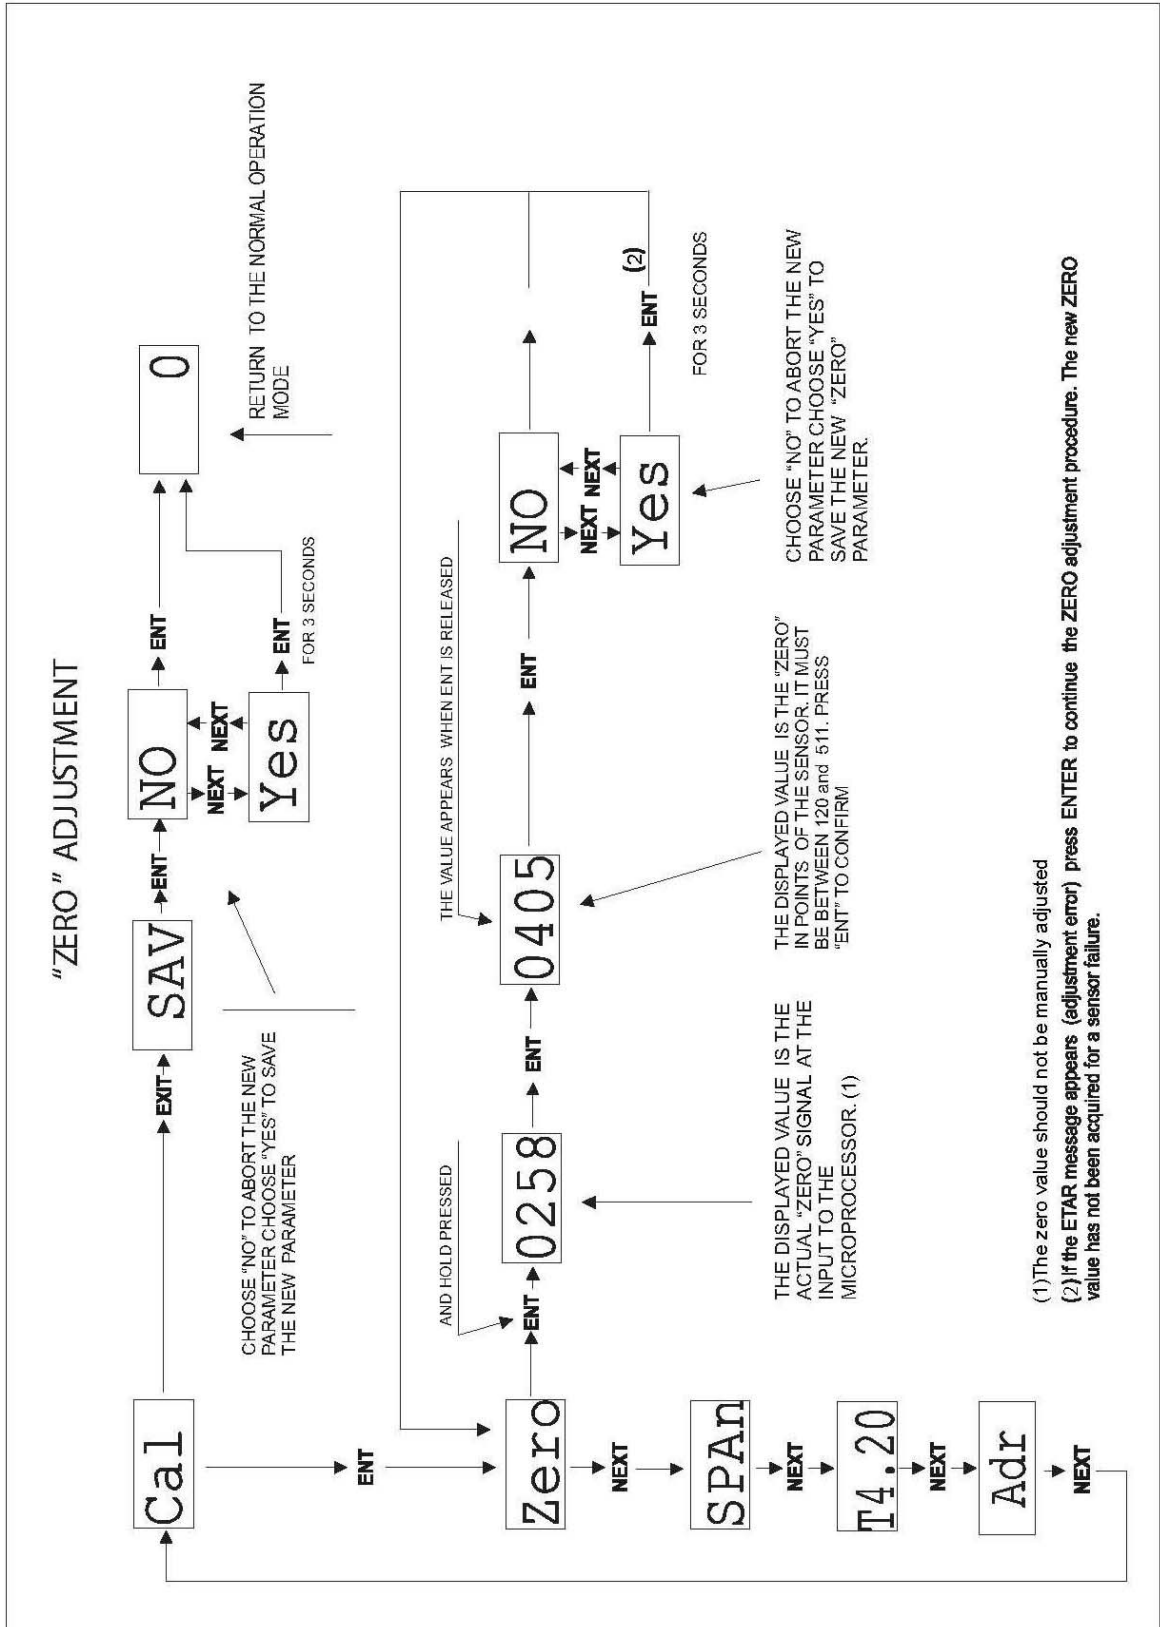 "ZERO" ADJUSTMENT
Cal
EXIT
SAV
ENT
NO
ENT
0
NEXT NEXT
Yes
ENT
FOR 3 SECONDS
RETURN TO THE NORMAL OPERATION
MODE
CHOOSE "NO" TO ABORT THE NEW
PARAMETER CHOOSE "YES" TO SAVE
THE NEW PARAMETER
ENT
AND HOLD PRESSED
THE VALUE APPEARS WHEN ENT IS RELEASED
Zero
ENT
0258
ENT
0405
ENT
NO
NEXT NEXT
Yes
ENT
(2)
FOR 3 SECONDS
NEXT
SPAn
NEXT
T4.20
NEXT
Adr
NEXT
THE DISPLAYED VALUE IS THE
ACTUAL "ZERO" SIGNAL AT THE
INPUT TO THE
MICROPROCESSOR. (1)
THE DISPLAYED VALUE IS THE "ZERO"
IN POINTS OF THE SENSOR. IT MUST
BE BETWEEN 120 and 511. PRESS
"ENT" TO CONFIRM
CHOOSE "NO" TO ABORT THE NEW
PARAMETER CHOOSE "YES" TO
SAVE THE NEW "ZERO"
PARAMETER.
(1)The zero value should not be manually adjusted
(2) If the ETAR message appears (adjustment error) press ENTER to continue the ZERO adjustment procedure. The new ZERO
value has not been acquired for a sensor failure.